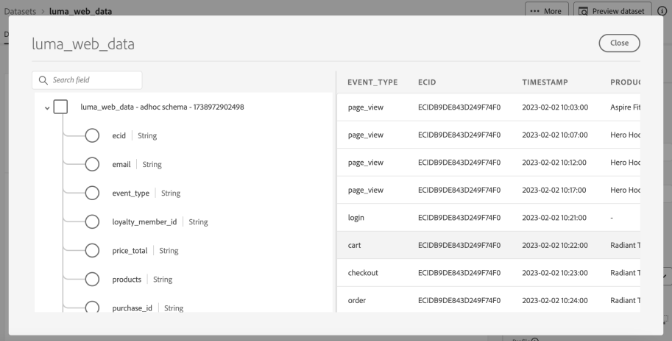 Datasets › luma_web_data
••• More
Preview dataset
luma_web_data
Close
Search field
luma_web_data - adhoc schema - 1738972902498
ecid | String
email | String
event_type | String
loyalty_member_id | String
price_total | String
products | String
purchase_id | String
EVENT_TYPE ECID TIMESTAMP PRODUC
page_view ECIDB9DE843D249F74F0 2023-02-02 10:03:00 Aspire Fit
page_view ECIDB9DE843D249F74F0 2023-02-02 10:07:00 Hero Hoo
page_view ECIDB9DE843D249F74F0 2023-02-02 10:12:00 Hero Hoo
page_view ECIDB9DE843D249F74F0 2023-02-02 10:17:00 Hero Hoo
login ECIDB9DE843D249F74F0 2023-02-02 10:21:00 -
cart ECIDB9DE843D249F74F0 2023-02-02 10:22:00 Radiant T
checkout ECIDB9DE843D249F74F0 2023-02-02 10:23:00 Radiant T
order ECIDB9DE843D249F74F0 2023-02-02 10:24:00 Radiant T